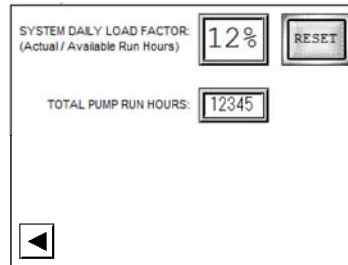 SYSTEM DAILY LOAD FACTOR: 12% RESET
(Actual / Available Run Hours)
TOTAL PUMP RUN HOURS: 12345